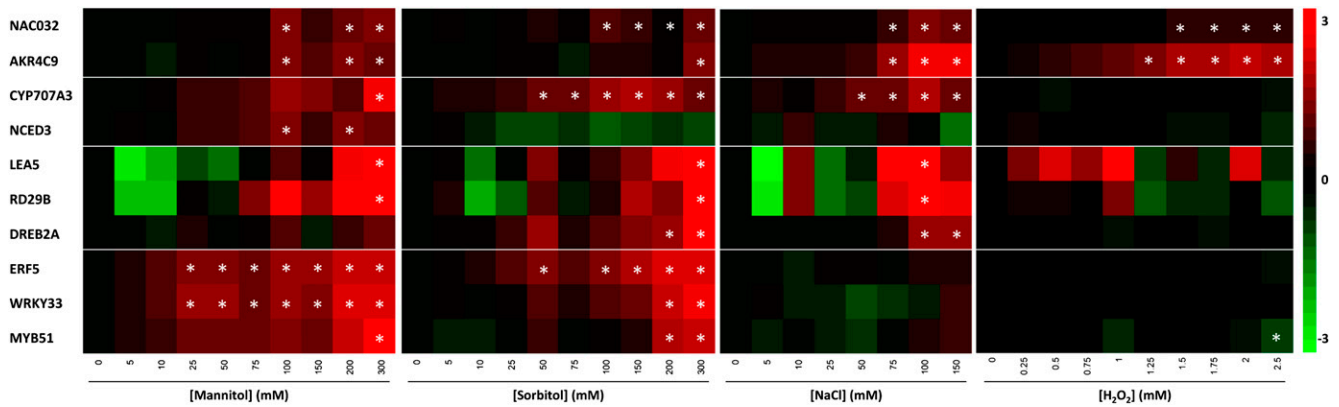 NAC032 * * * * * * * * * * * * * *
AKR4C9 * * * * * * * * * * * *
CYP707A3 * * * * * * * * * * *
NCED3 * *
LEA5 * * *
RD29B * * *
DREB2A * * * *
ERF5 * * * * * * * * * * * *
WRKY33 * * * * * * * * *
MYB51 * * * *
3
0
-3
0 5 10 25 50 75 100 150 200 300
0 5 10 25 50 75 100 150 200 300
0 5 10 25 50 75 100 150
0 0.25 0.5 0.75 1 1.25 1.5 1.75 2 2.5
[Mannitol] (mM)
[Sorbitol] (mM)
[NaCl] (mM)
[H₂O₂] (mM)